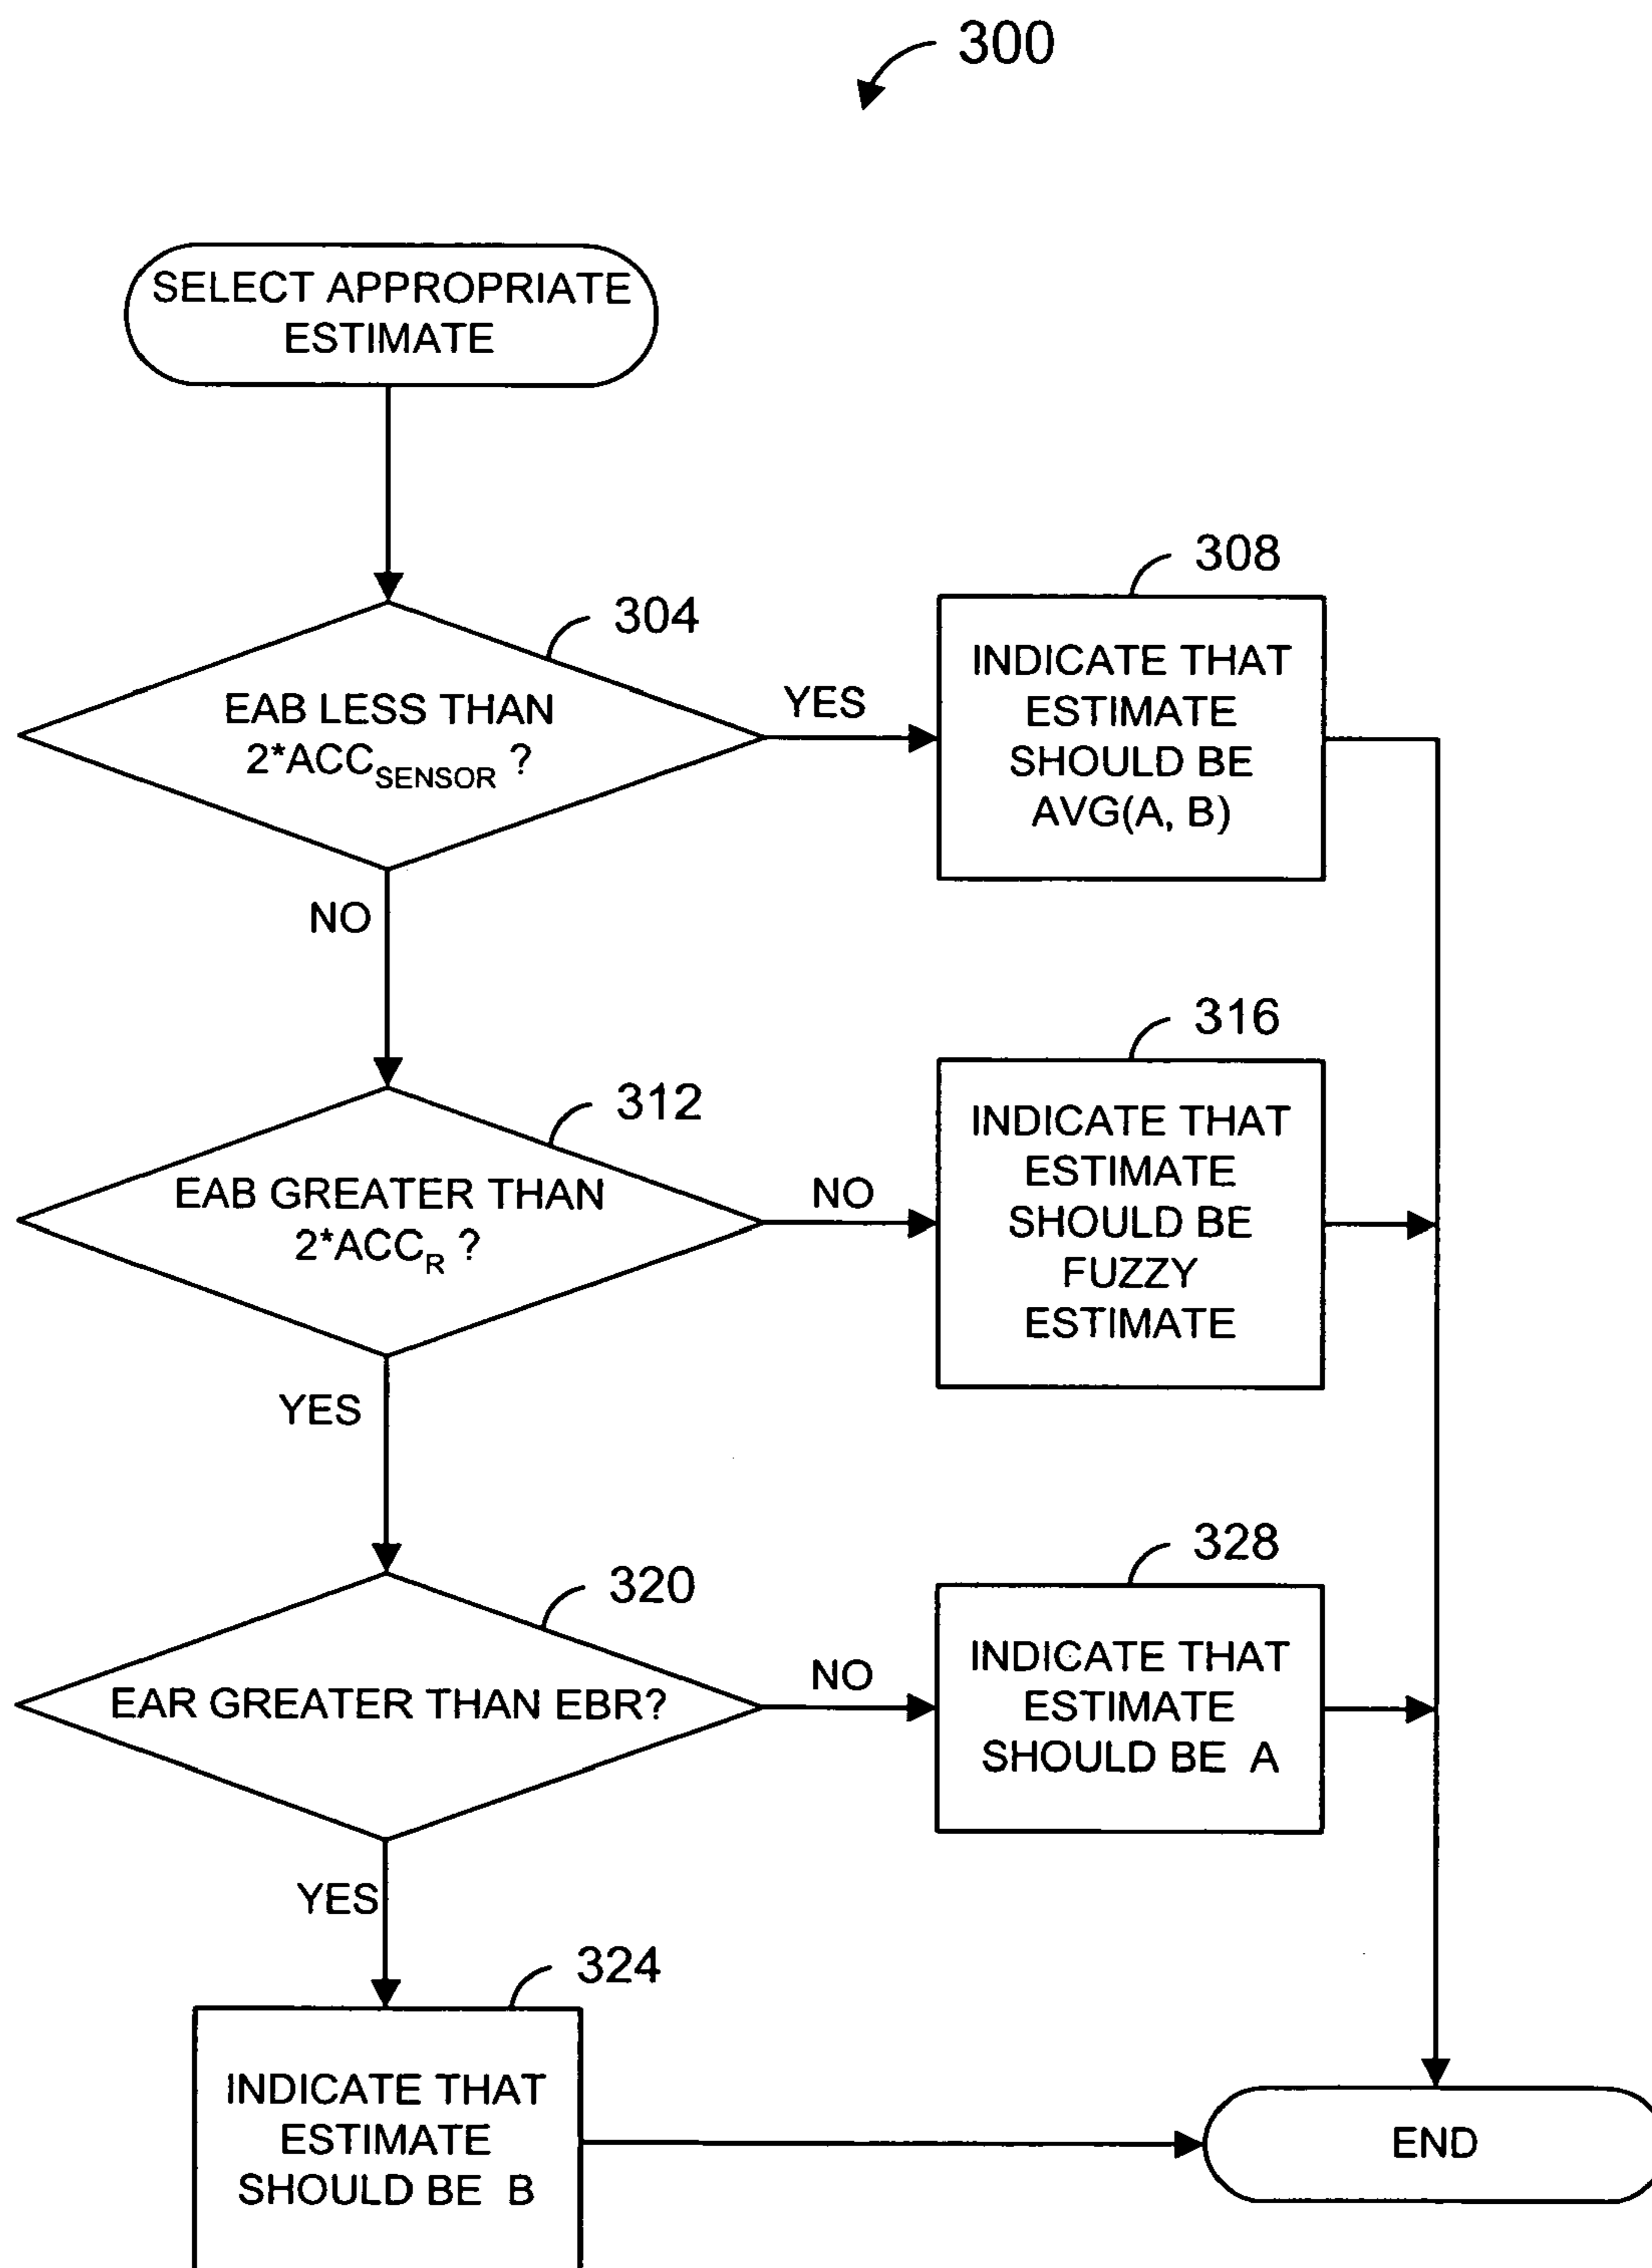 300
SELECT APPROPRIATE
ESTIMATE
304
EAB LESS THAN
2*ACC_SENSOR ?
YES
308
INDICATE THAT
ESTIMATE
SHOULD BE
AVG(A, B)
NO
312
EAB GREATER THAN
2*ACC_R ?
NO
316
INDICATE THAT
ESTIMATE
SHOULD BE
FUZZY
ESTIMATE
YES
320
EAR GREATER THAN EBR?
NO
328
INDICATE THAT
ESTIMATE
SHOULD BE A
YES
324
INDICATE THAT
ESTIMATE
SHOULD BE B
END